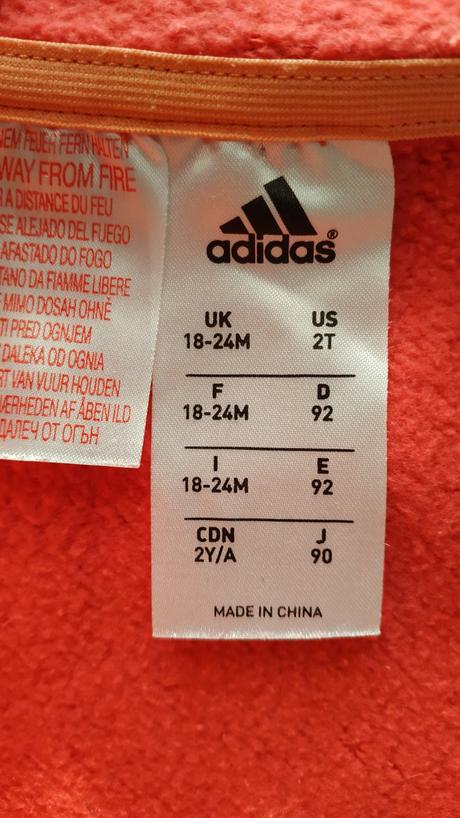 FEUER FERN HALTEN
AWAY FROM FIRE
A DISTANCE DU FEU
SE ALEJADO DEL FUEGO
AFASTADO DO FOGO
DA FIAMME LIBERE
MIMO DOSAH OHNĚ
PRED OGNJEM
DALEKA OD OGNIA
VAN VUUR HOUDEN
AF ÅBEN ILD
ОТ ОГЪН
adidas®
UK US
18-24M 2T
F D
18-24M 92
I E
18-24M 92
CDN J
2Y/A 90
MADE IN CHINA